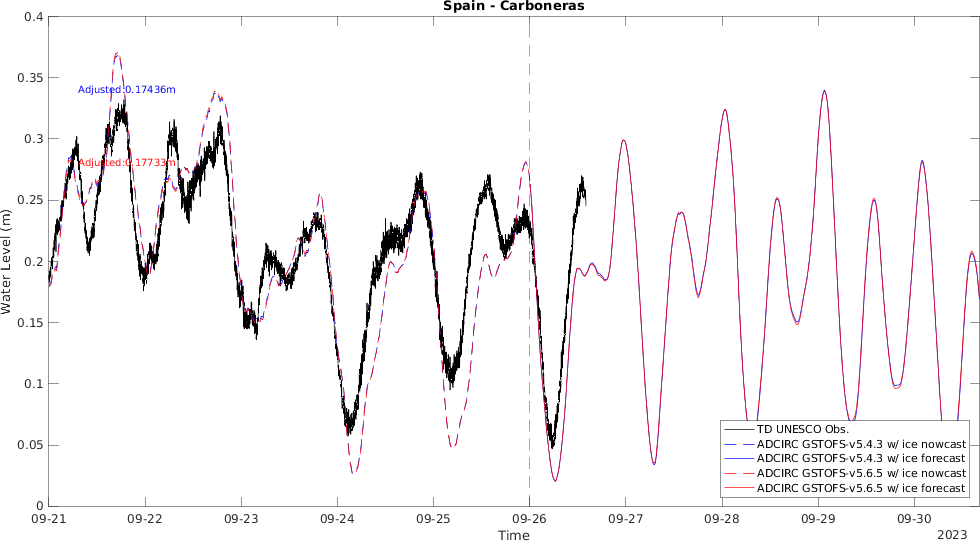 Spain - Carboneras
0.4
0.35
0.3
0.25
0.2
0.15
0.1
0.05
0
Water Level (m)
Adjusted:0.17436m
Adjusted:0.17733m
TD UNESCO Obs.
ADCIRC GSTOFS-v5.4.3 w/ ice nowcast
ADCIRC GSTOFS-v5.4.3 w/ ice forecast
ADCIRC GSTOFS-v5.6.5 w/ ice nowcast
ADCIRC GSTOFS-v5.6.5 w/ ice forecast
09-21 09-22 09-23 09-24 09-25 09-26 09-27 09-28 09-29 09-30
Time
2023